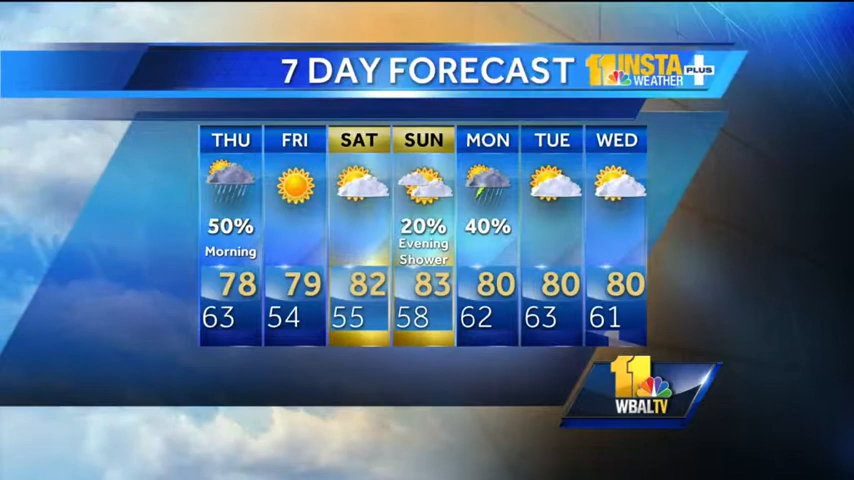 7 DAY FORECAST 11 INSTA PLUS
WEATHER
THU FRI SAT SUN MON TUE WED
50% 20% 40%
Morning Evening
Shower
78 79 82 83 80 80 80
63 54 55 58 62 63 61
11
WBALTV